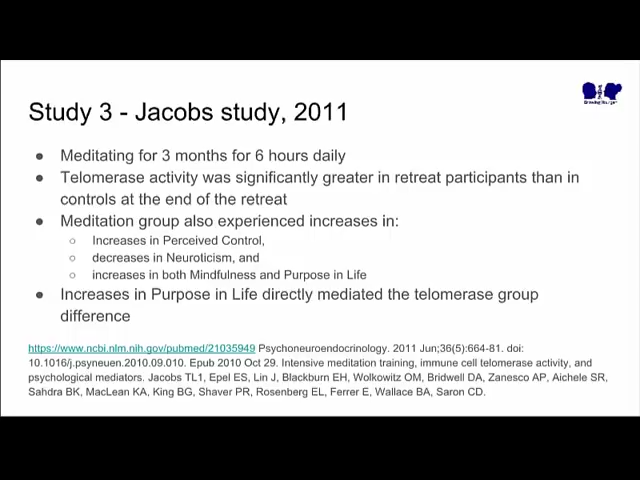 Study 3 - Jacobs study, 2011
● Meditating for 3 months for 6 hours daily
● Telomerase activity was significantly greater in retreat participants than in
controls at the end of the retreat
● Meditation group also experienced increases in:
○ Increases in Perceived Control,
○ decreases in Neuroticism, and
○ increases in both Mindfulness and Purpose in Life
● Increases in Purpose in Life directly mediated the telomerase group
difference
https://www.ncbi.nlm.nih.gov/pubmed/21035949 Psychoneuroendocrinology. 2011 Jun;36(5):664-81. doi:
10.1016/j.psyneuen.2010.09.010. Epub 2010 Oct 29. Intensive meditation training, immune cell telomerase activity, and
psychological mediators. Jacobs TL1, Epel ES, Lin J, Blackburn EH, Wolkowitz OM, Bridwell DA, Zanesco AP, Aichele SR,
Sahdra BK, MacLean KA, King BG, Shaver PR, Rosenberg EL, Ferrer E, Wallace BA, Saron CD.